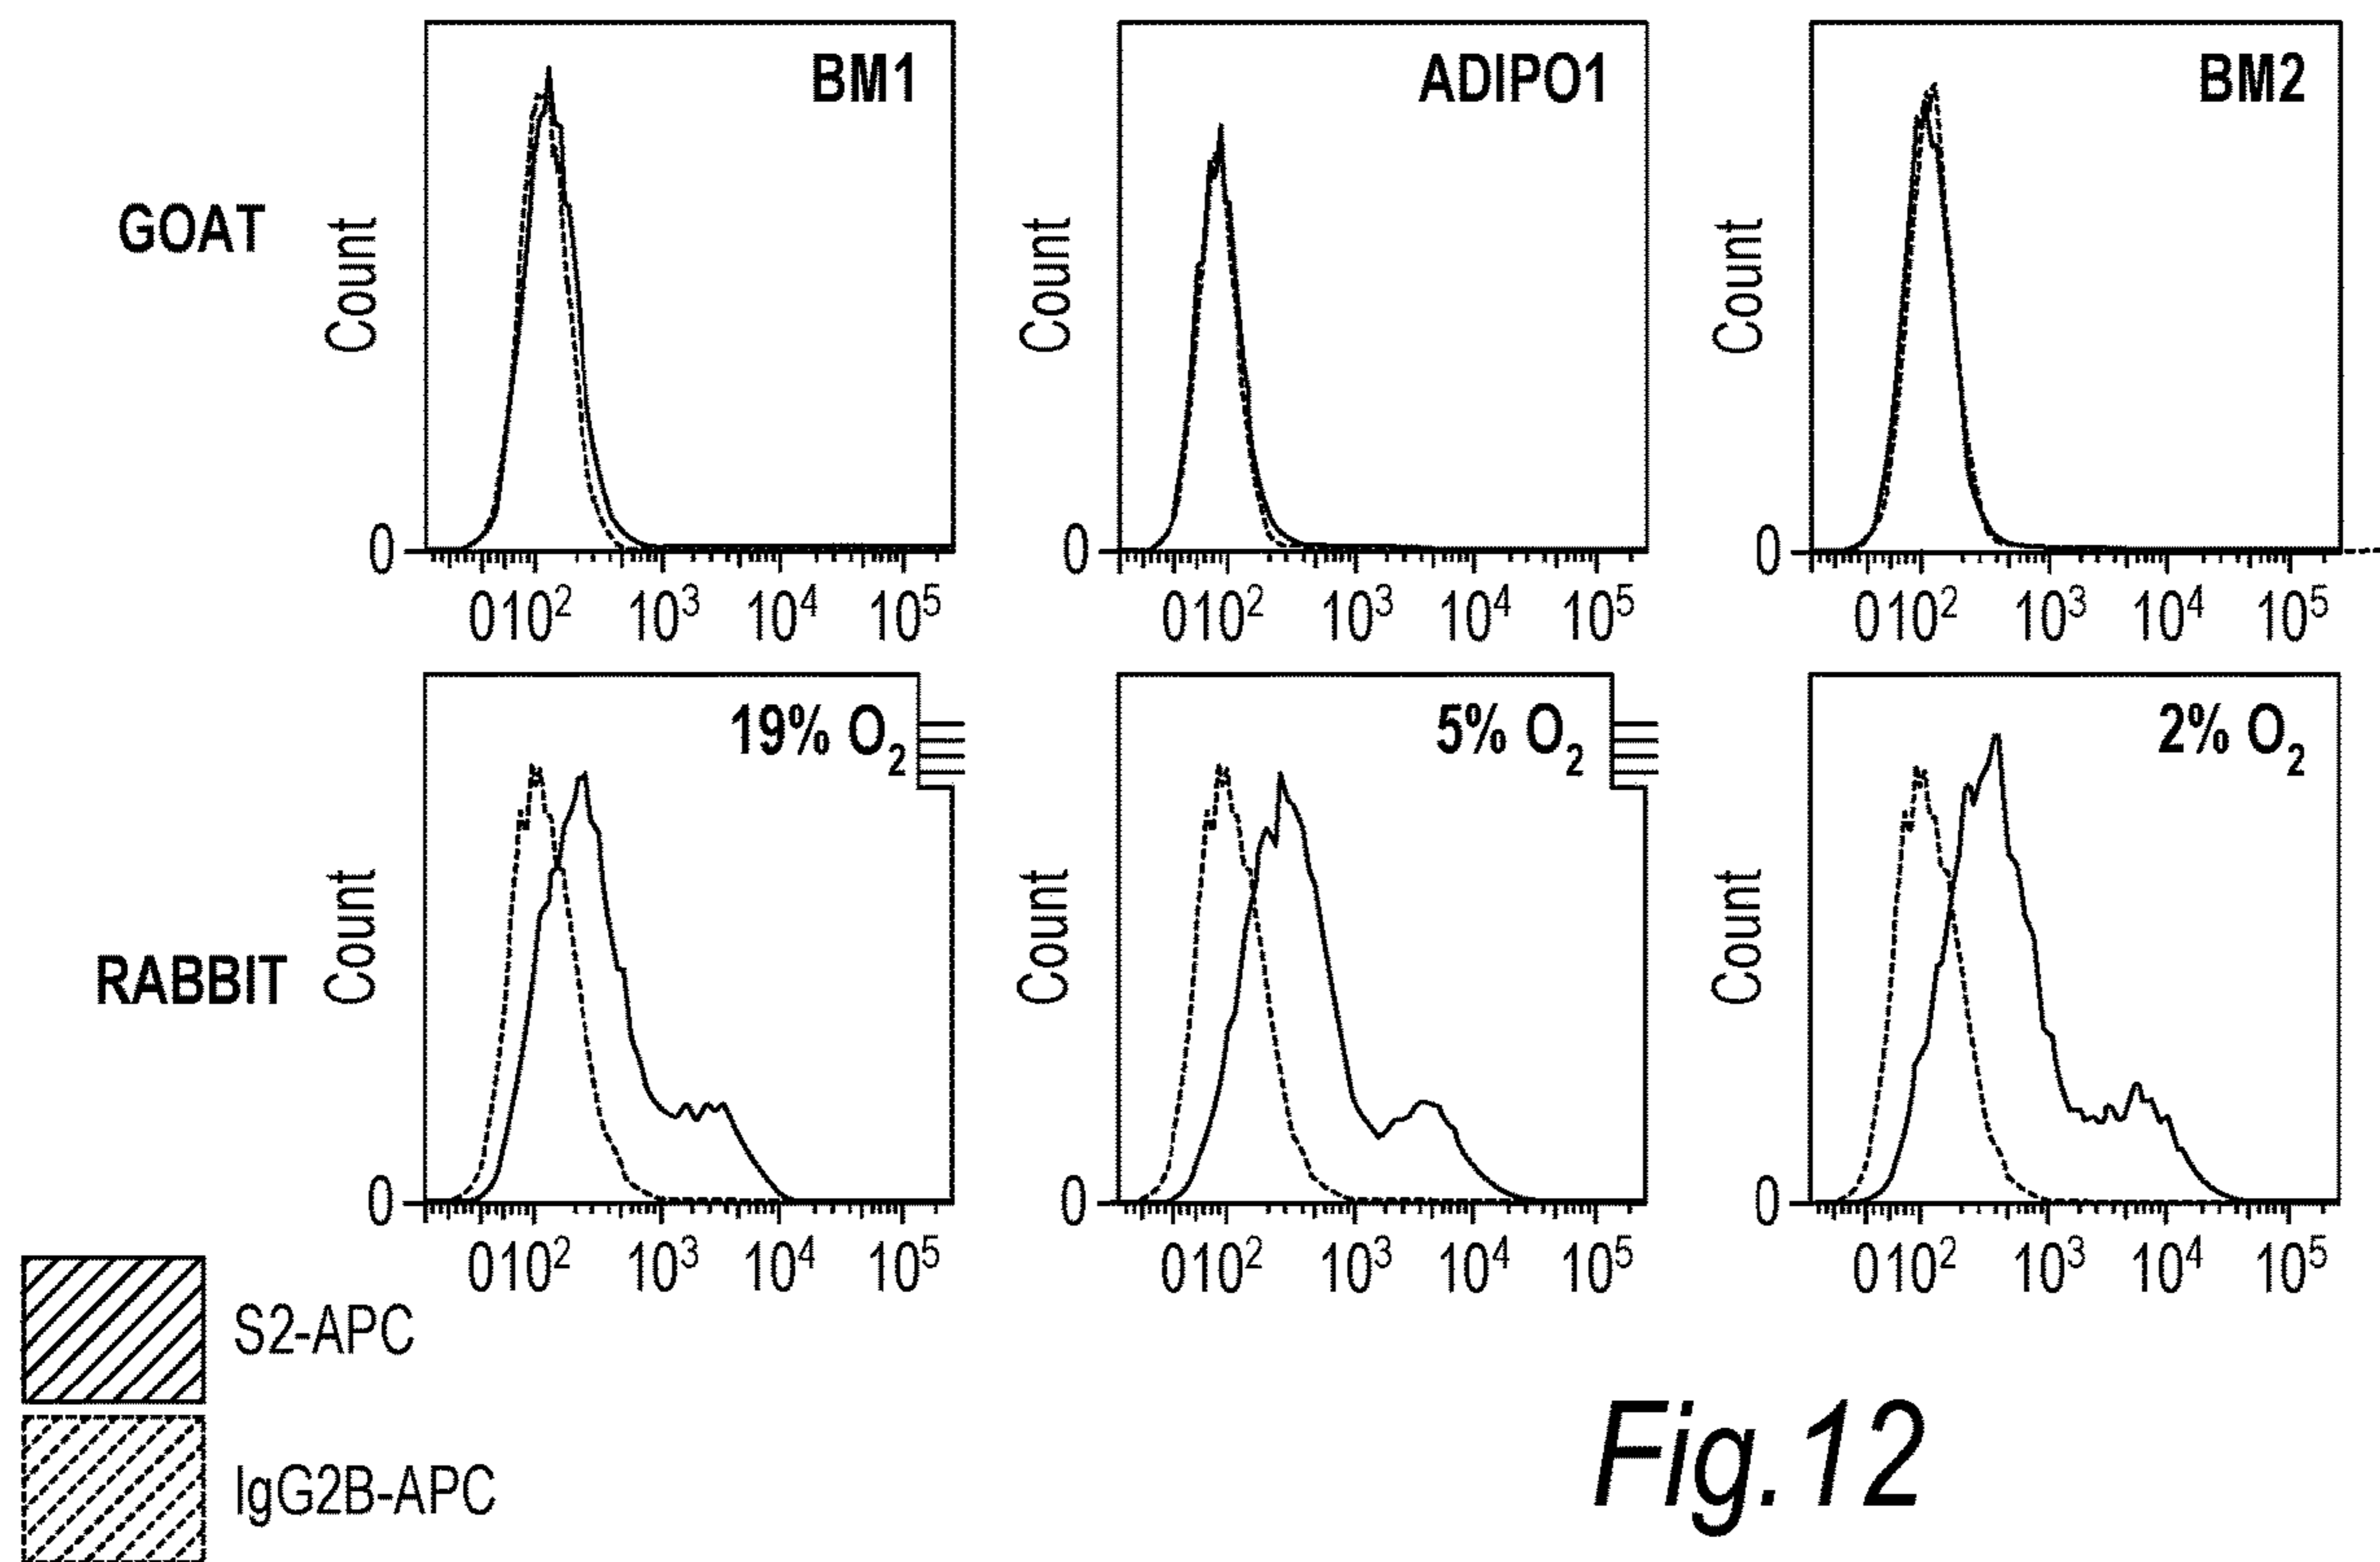 BM1 ADIPO1 BM2
GOAT Count Count Count
0 0 0
0 10² 10³ 10⁴ 10⁵ 0 10² 10³ 10⁴ 10⁵ 0 10² 10³ 10⁴ 10⁵
19% O₂ 5% O₂ 2% O₂
RABBIT Count Count Count
0 0 0
0 10² 10³ 10⁴ 10⁵ 0 10² 10³ 10⁴ 10⁵ 0 10² 10³ 10⁴ 10⁵
S2-APC
IgG2B-APC
Fig.12